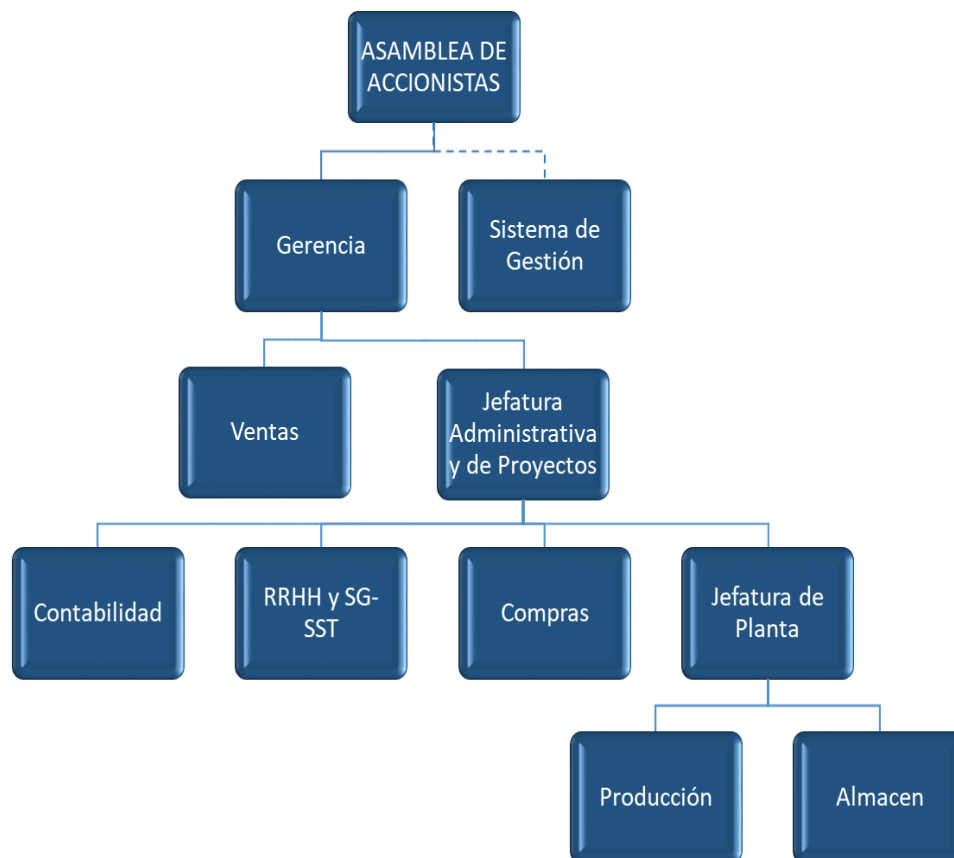 ASAMBLEA DE
ACCIONISTAS
Gerencia
Sistema de
Gestión
Ventas
Jefatura
Administrativa
y de Proyectos
Contabilidad
RRHH y SG-
SST
Compras
Jefatura de
Planta
Producción
Almacen